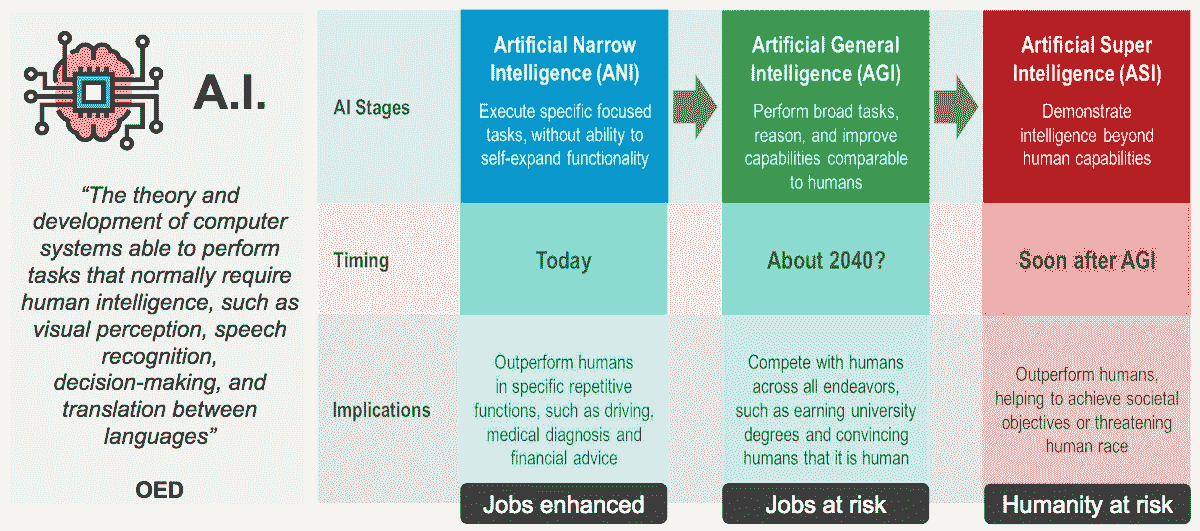 A.I.
“The theory and
development of computer
systems able to perform
tasks that normally require
human intelligence, such as
visual perception, speech
recognition,
decision-making, and
translation between
languages”
OED
AI Stages
Artificial Narrow
Intelligence (ANI)
Execute specific focused
tasks, without ability to
self-expand functionality
Artificial General
Intelligence (AGI)
Perform broad tasks,
reason, and improve
capabilities comparable
to humans
Artificial Super
Intelligence (ASI)
Demonstrate
intelligence beyond
human capabilities
Timing
Today
About 2040?
Soon after AGI
Implications
Outperform humans
in specific repetitive
functions, such as driving,
medical diagnosis and
financial advice
Compete with humans
across all endeavors,
such as earning university
degrees and convincing
humans that it is human
Outperform humans,
helping to achieve societal
objectives or threatening
human race
Jobs enhanced
Jobs at risk
Humanity at risk